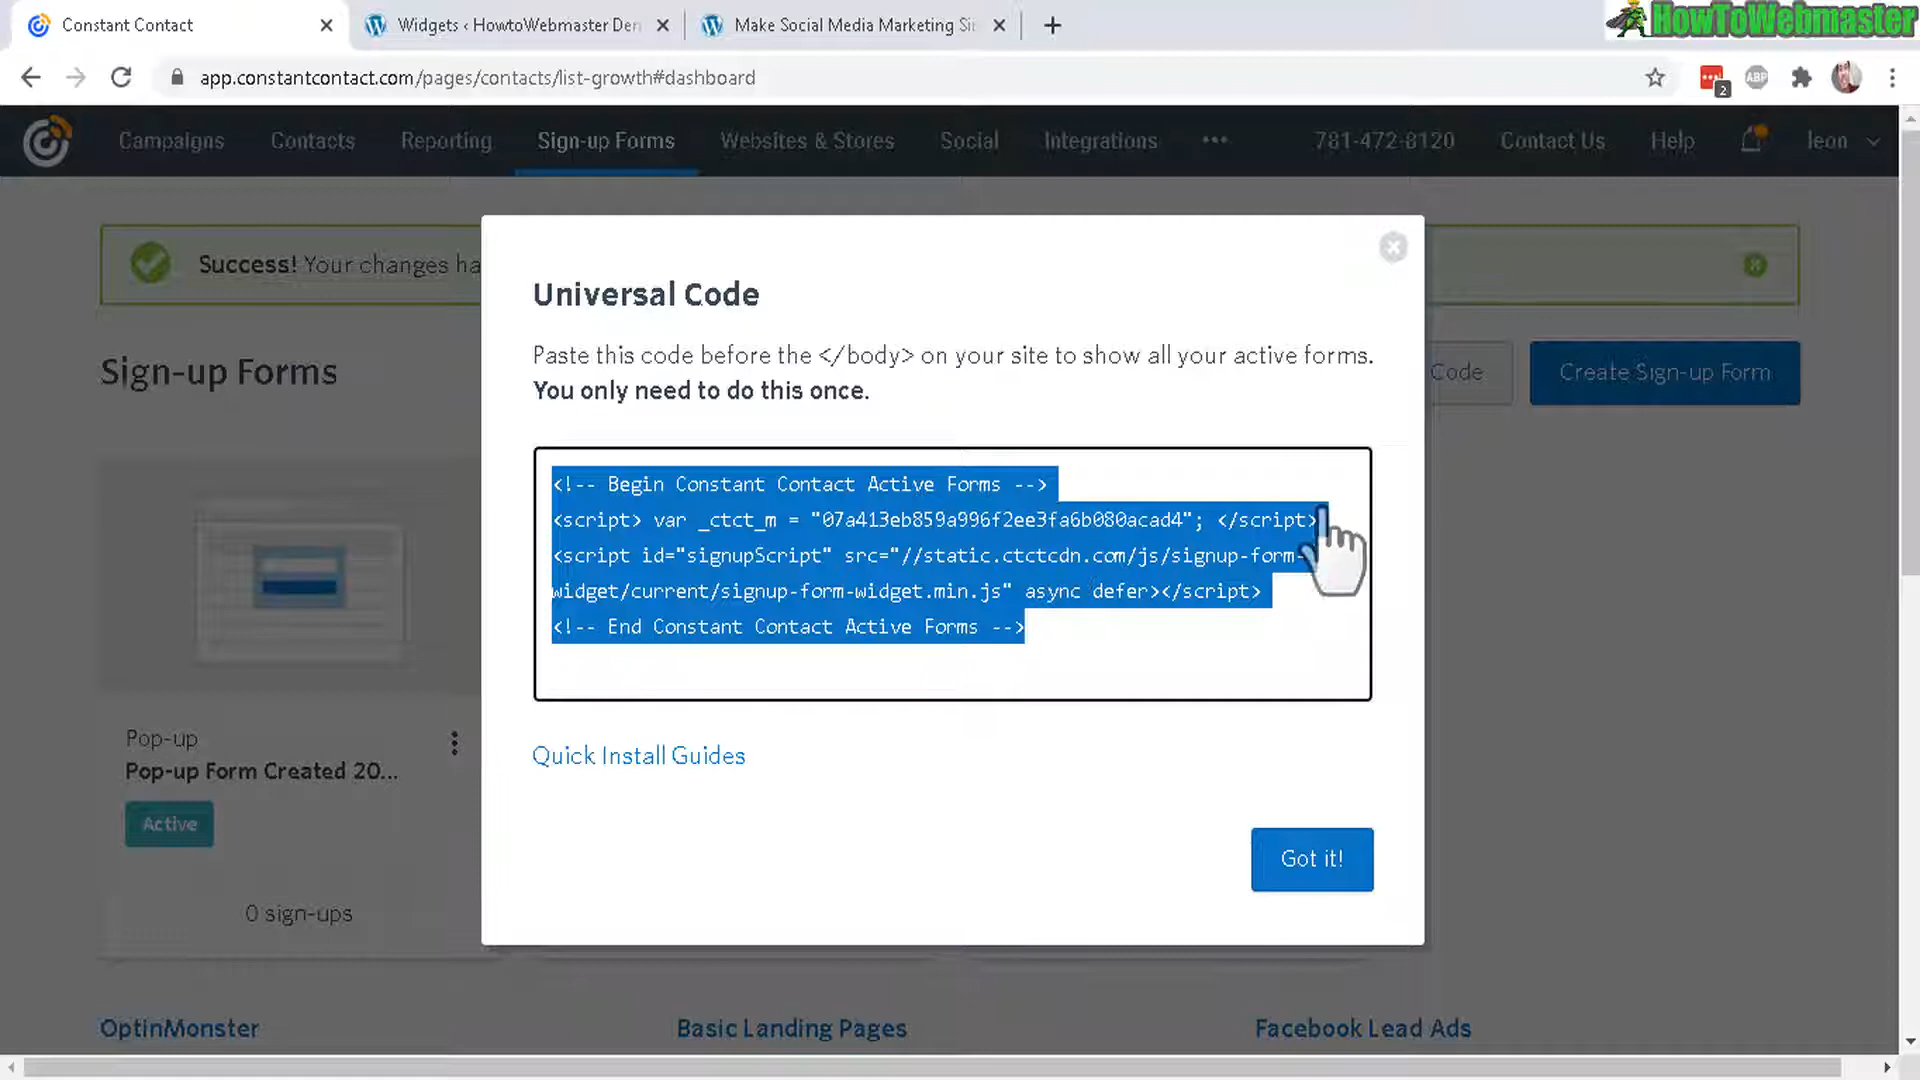 Constant Contact
Widgets ‹ HowtoWebmaster Den
Make Social Media Marketing Si
HowToWebmaster
app.constantcontact.com/pages/contacts/list-growth#dashboard
2
ABP
Campaigns
Contacts
Reporting
Sign-up Forms
Websites & Stores
Social
Integrations
781-472-8120
Contact Us
Help
leon
Success! Your changes ha
Sign-up Forms
Code
Create Sign-up Form
Universal Code
Paste this code before the </body> on your site to show all your active forms.
You only need to do this once.
<!-- Begin Constant Contact Active Forms -->
<script> var _ctct_m = "07a413eb859a996f2ee3fa6b080acad4"; </script>
<script id="signupScript" src="//static.ctctcdn.com/js/signup-form-
widget/current/signup-form-widget.min.js" async defer></script>
<!-- End Constant Contact Active Forms -->
Quick Install Guides
Got it!
Pop-up
Pop-up Form Created 20...
Active
0 sign-ups
OptinMonster
Basic Landing Pages
Facebook Lead Ads